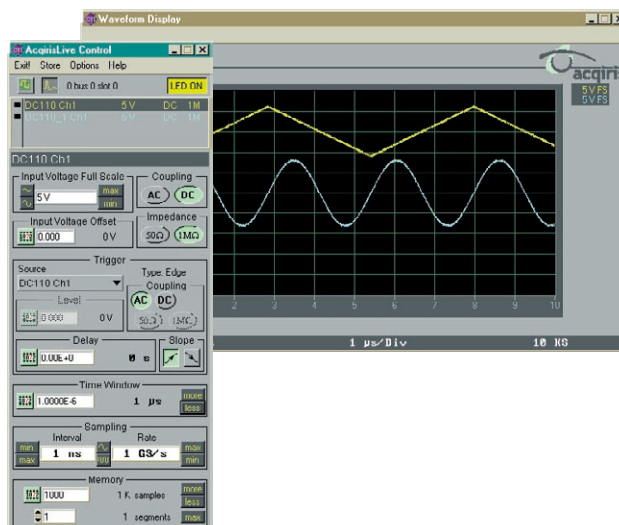 Waveform Display
AcqirisLive Control
Exit! Store Options Help
0 bus 0 slot 0 LED ON
DC110 Ch1 5 V DC 1M
DC110_1 Ch1 5 V DC 1M
acqiris
5V FS
5V FS
DC110 Ch1
Input Voltage Full Scale
5 V
max
min
Coupling
AC DC
Input Voltage Offset
0.000 0 V
Impedance
50Ω 1MΩ
Trigger
Source
DC110 Ch1
Type: Edge
Coupling
AC DC
50Ω 1MΩ
Level
0.000 0 V
Delay
0.00E+0 0 s
Slope
Time Window
1.0000E-6 1 µs
more
less
Sampling
Interval Rate
min
max
1 ns
1 GS/s
max
min
Memory
1000 1 K samples
more
less
1 1 segments max
2 3 4 5 6 7 8 9 10
1 µs/Div 10 KS